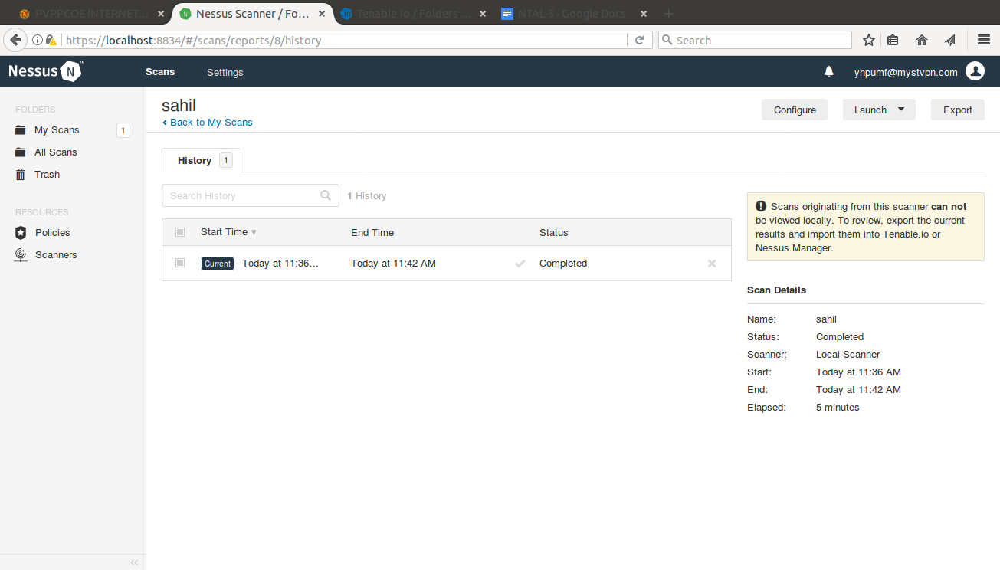 PVPPCOE INTERNET...
Nessus Scanner / Fo...
Tenable.io / Folders ...
NTAL-5 - Google Docs
https://localhost:8834/#/scans/reports/8/history
Search
Nessus N ™
Scans
Settings
yhpumf@mystvpn.com
FOLDERS
My Scans 1
All Scans
Trash
RESOURCES
Policies
Scanners
sahil
Back to My Scans
Configure
Launch
Export
History 1
Search History
1 History
Start Time End Time Status
Current Today at 11:36... Today at 11:42 AM Completed
Scans originating from this scanner can not
be viewed locally. To review, export the current
results and import them into Tenable.io or
Nessus Manager.
Scan Details
Name: sahil
Status: Completed
Scanner: Local Scanner
Start: Today at 11:36 AM
End: Today at 11:42 AM
Elapsed: 5 minutes